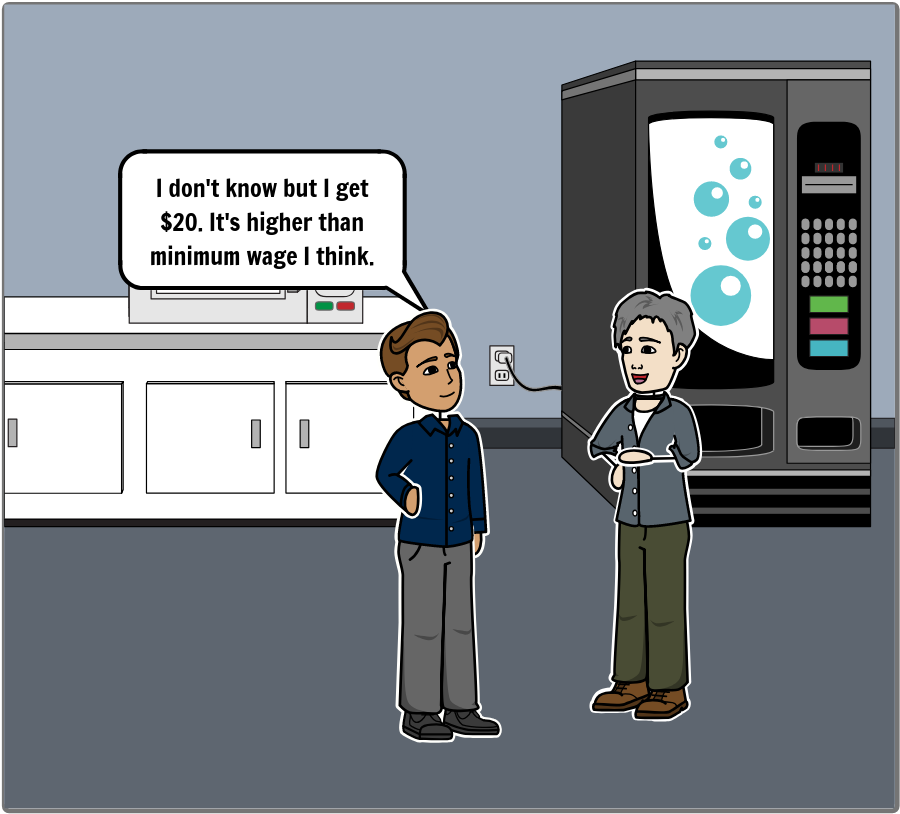 I don't know but I get
$20. It's higher than
minimum wage I think.